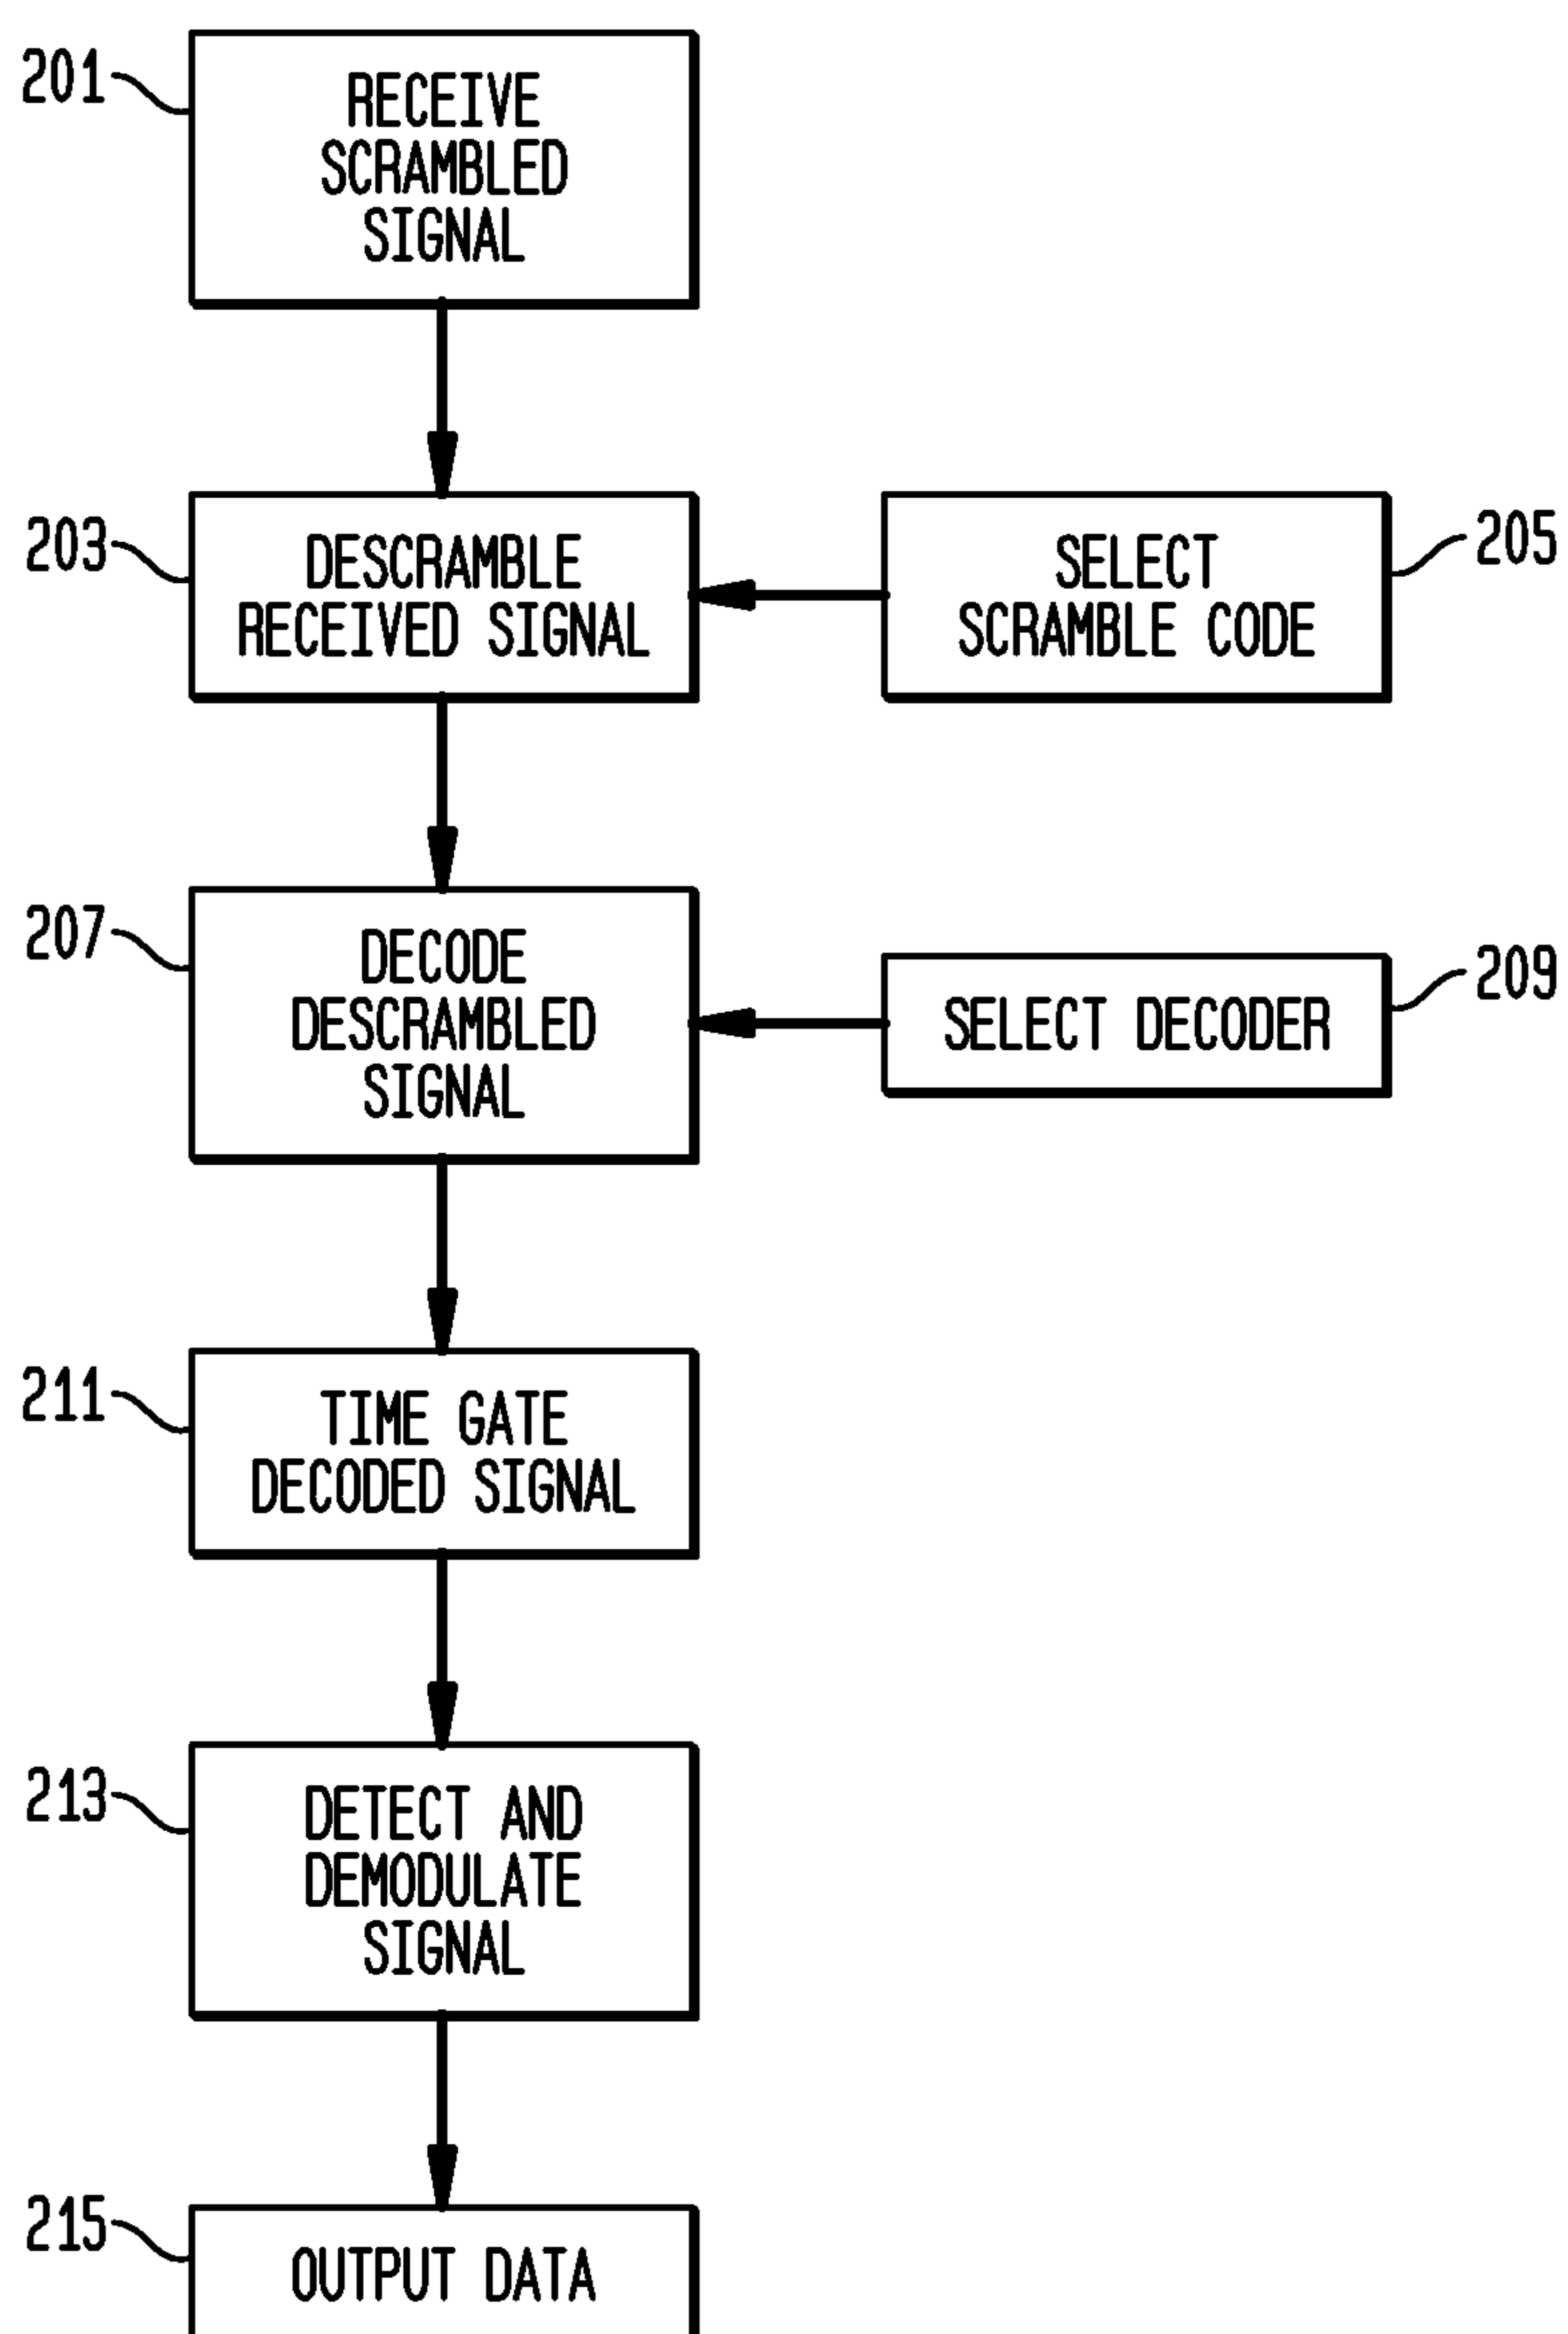 201
RECEIVE
SCRAMBLED
SIGNAL
203
DESCRAMBLE
RECEIVED SIGNAL
SELECT
SCRAMBLE CODE
205
207
DECODE
DESCRAMBLED
SIGNAL
SELECT DECODER
209
211
TIME GATE
DECODED SIGNAL
213
DETECT AND
DEMODULATE
SIGNAL
215
OUTPUT DATA